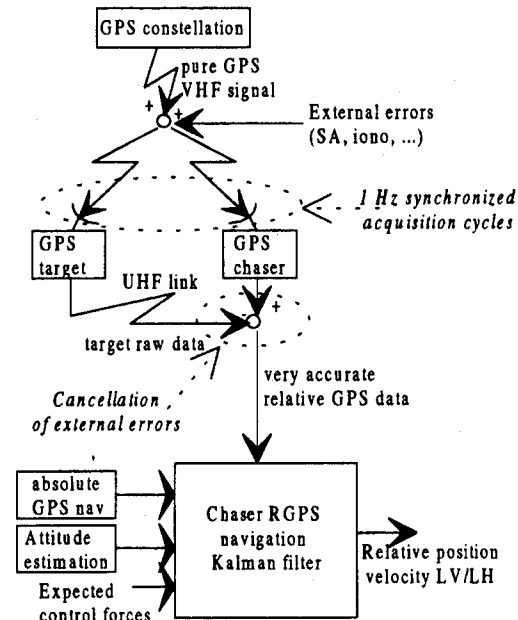 GPS constellation
pure GPS
VHF signal
+ +
External errors
(SA, iono, ...)
1 Hz synchronized
acquisition cycles
GPS
target
GPS
chaser
UHF link
+
-
target raw data
Cancellation
of external errors
very accurate
relative GPS data
absolute
GPS nav
Attitude
estimation
Expected
control forces
Chaser RGPS
navigation
Kalman filter
Relative position
velocity LV/LH